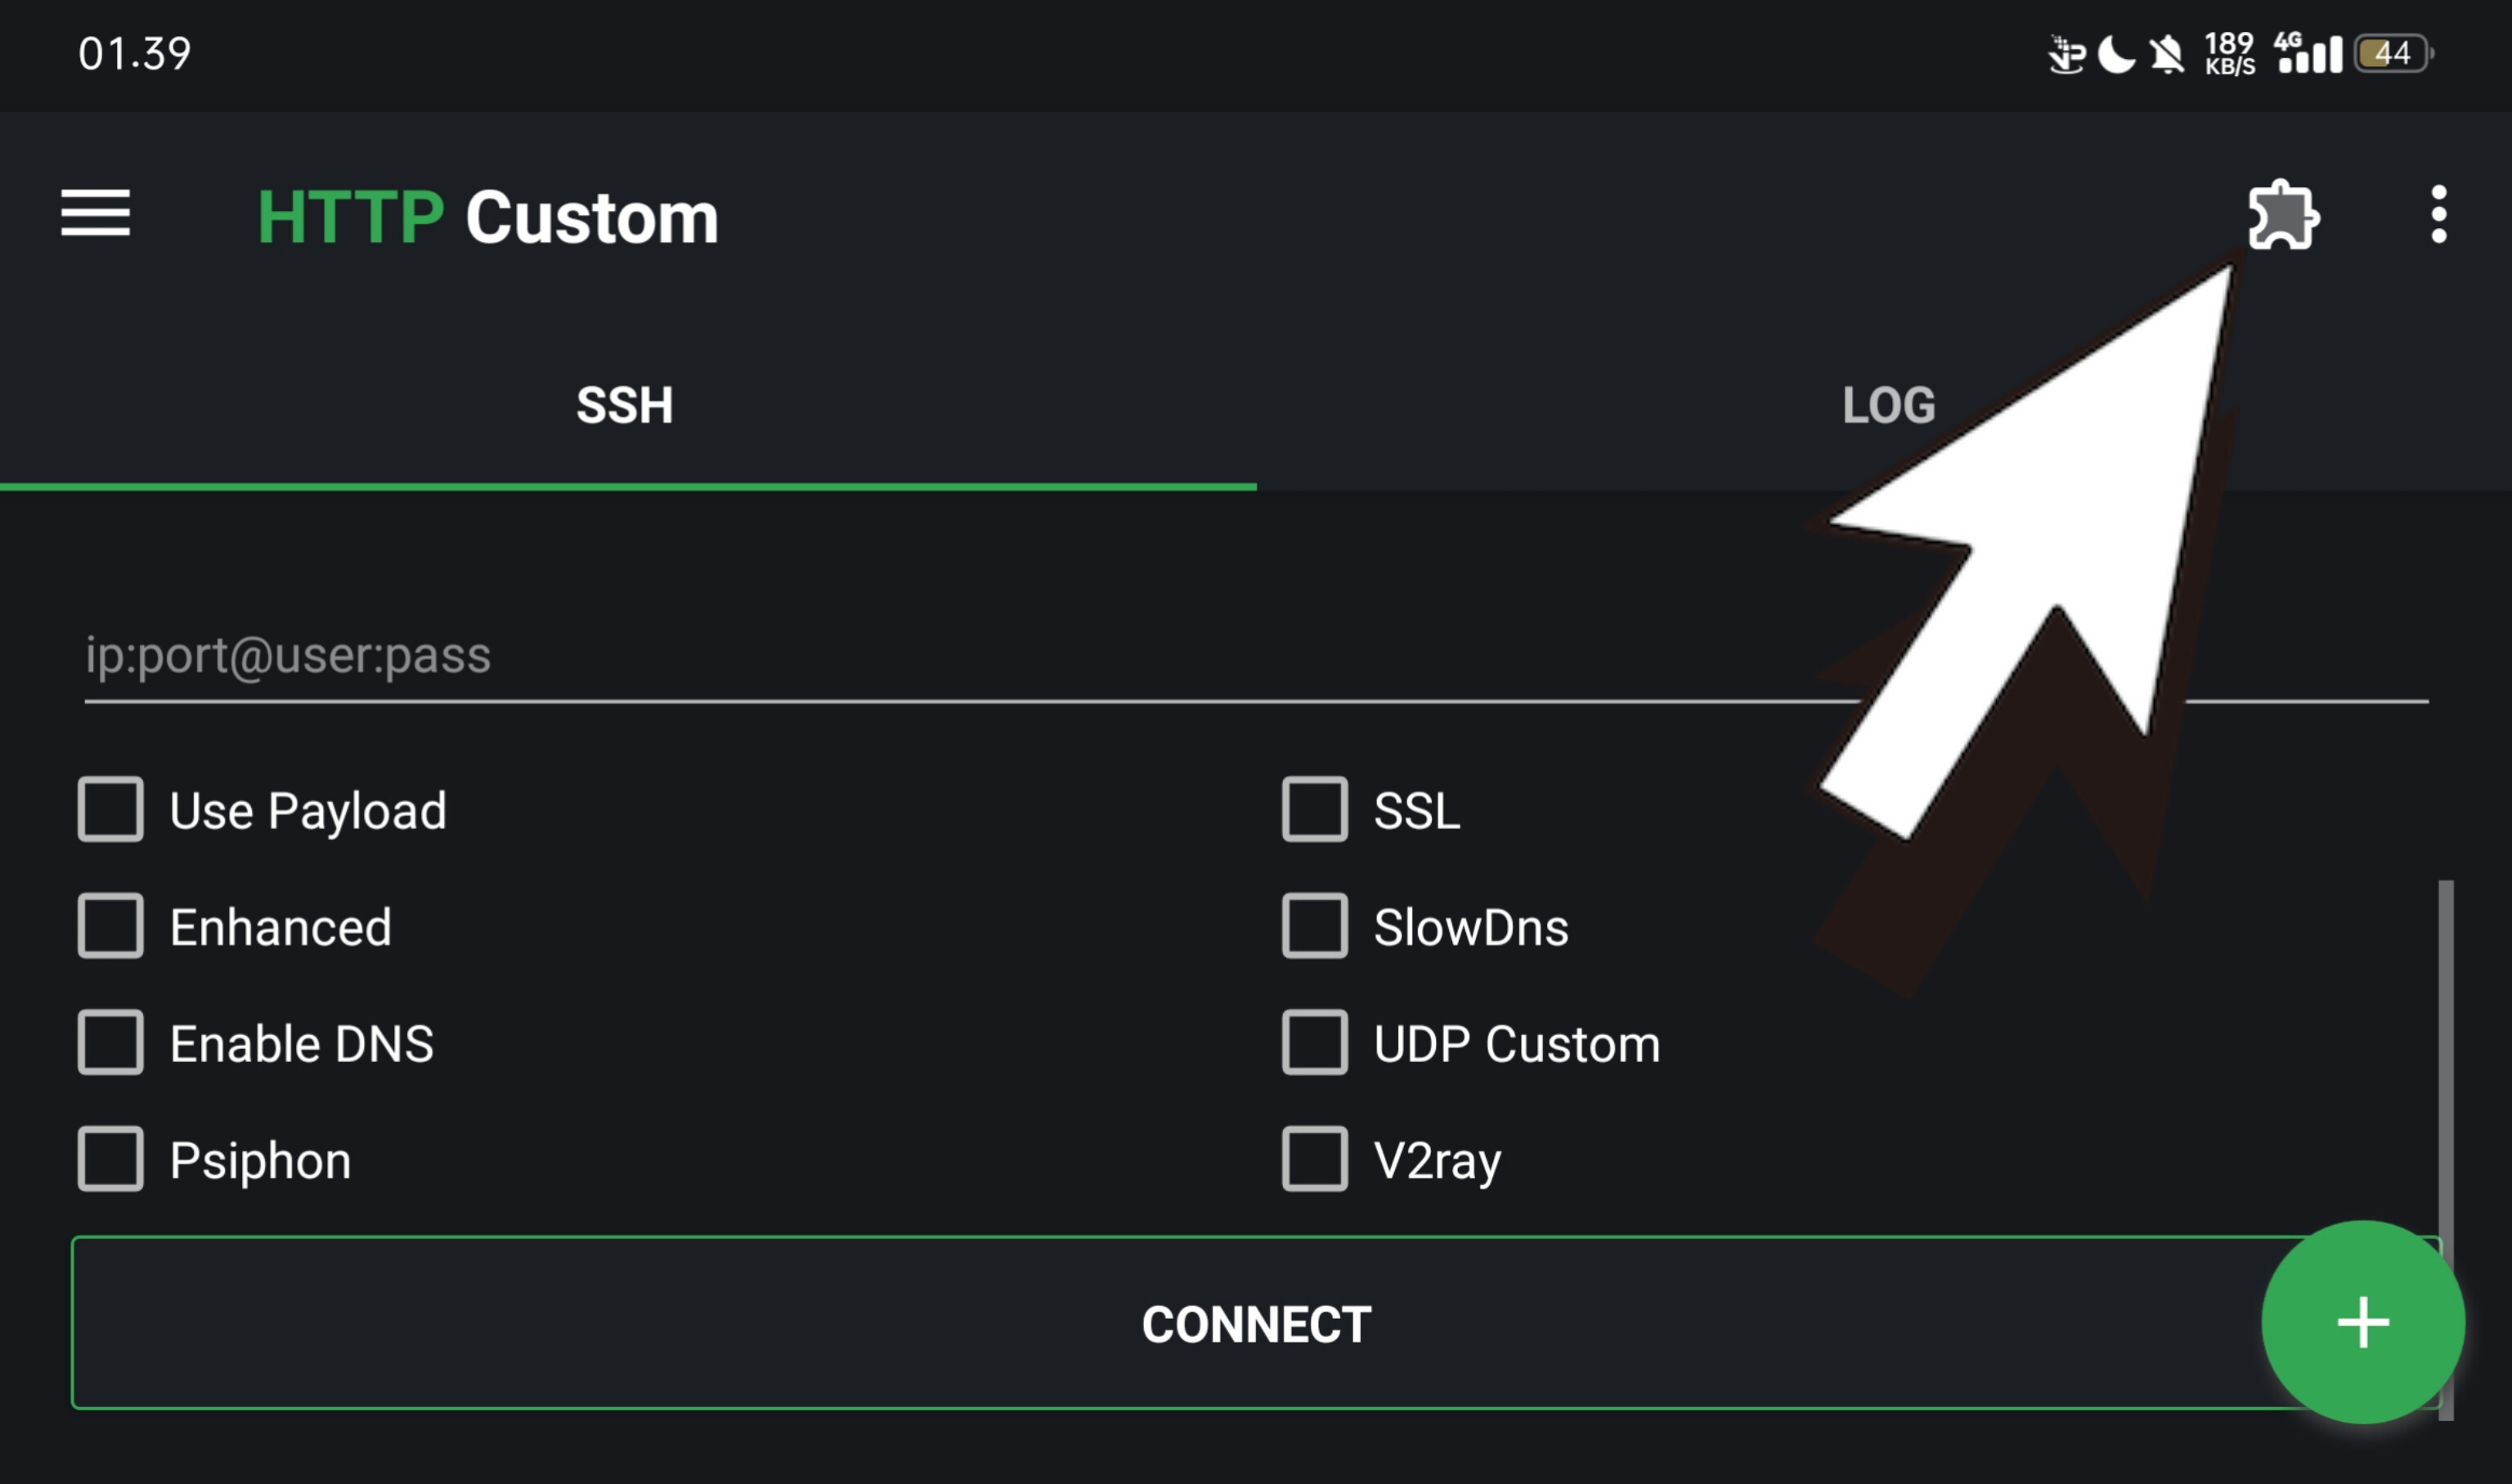 01.39
189
KB/S
4G
44
HTTP Custom
SSH
LOG
ip:port@user:pass
Use Payload
SSL
Enhanced
SlowDns
Enable DNS
UDP Custom
Psiphon
V2ray
CONNECT
+